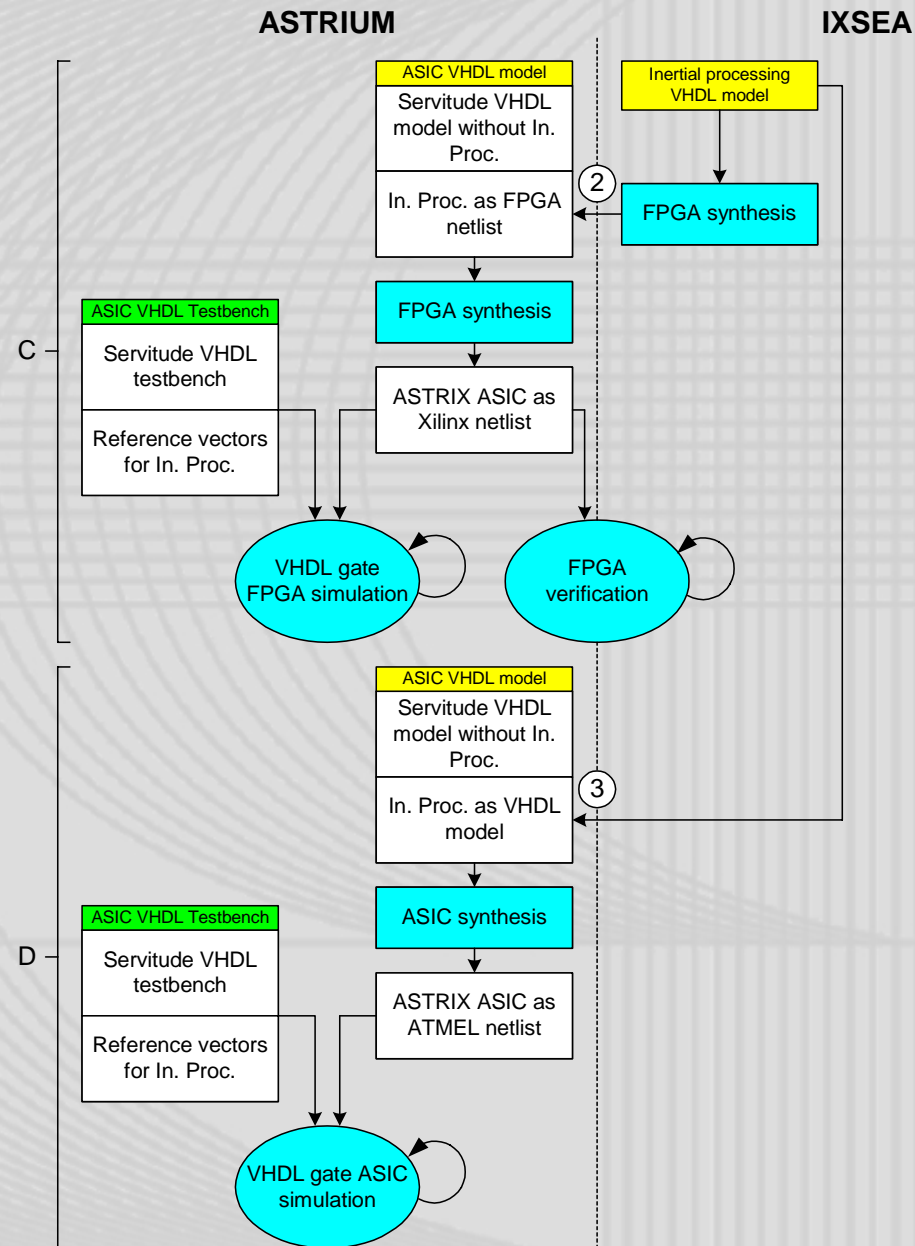 ASTRIUM
IXSEA
ASIC VHDL model
Servitude VHDL
model without In.
Proc.
In. Proc. as FPGA
netlist
Inertial processing
VHDL model
2
FPGA synthesis
FPGA synthesis
C
ASIC VHDL Testbench
Servitude VHDL
testbench
Reference vectors
for In. Proc.
ASTRIX ASIC as
Xilinx netlist
VHDL gate
FPGA simulation
FPGA
verification
ASIC VHDL model
Servitude VHDL
model without In.
Proc.
In. Proc. as VHDL
model
3
ASIC synthesis
D
ASIC VHDL Testbench
Servitude VHDL
testbench
Reference vectors
for In. Proc.
ASTRIX ASIC as
ATMEL netlist
VHDL gate ASIC
simulation